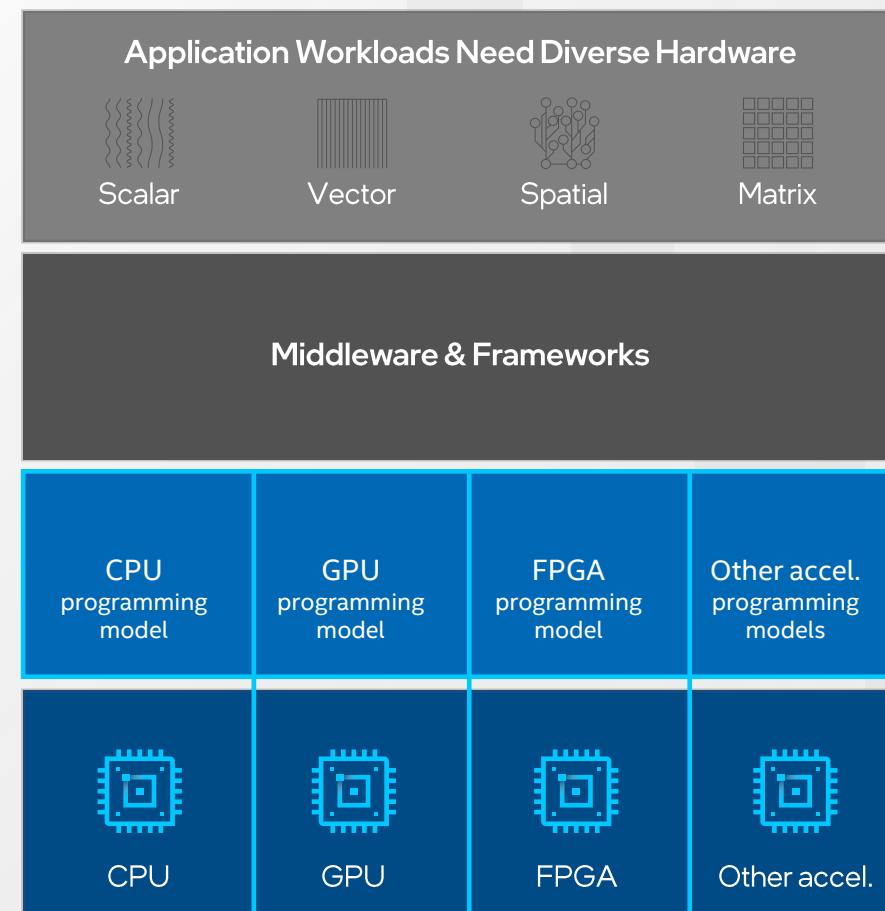 Application Workloads Need Diverse Hardware
Scalar
Vector
Spatial
Matrix
Middleware & Frameworks
CPU
programming
model
GPU
programming
model
FPGA
programming
model
Other accel.
programming
models
CPU
GPU
FPGA
Other accel.